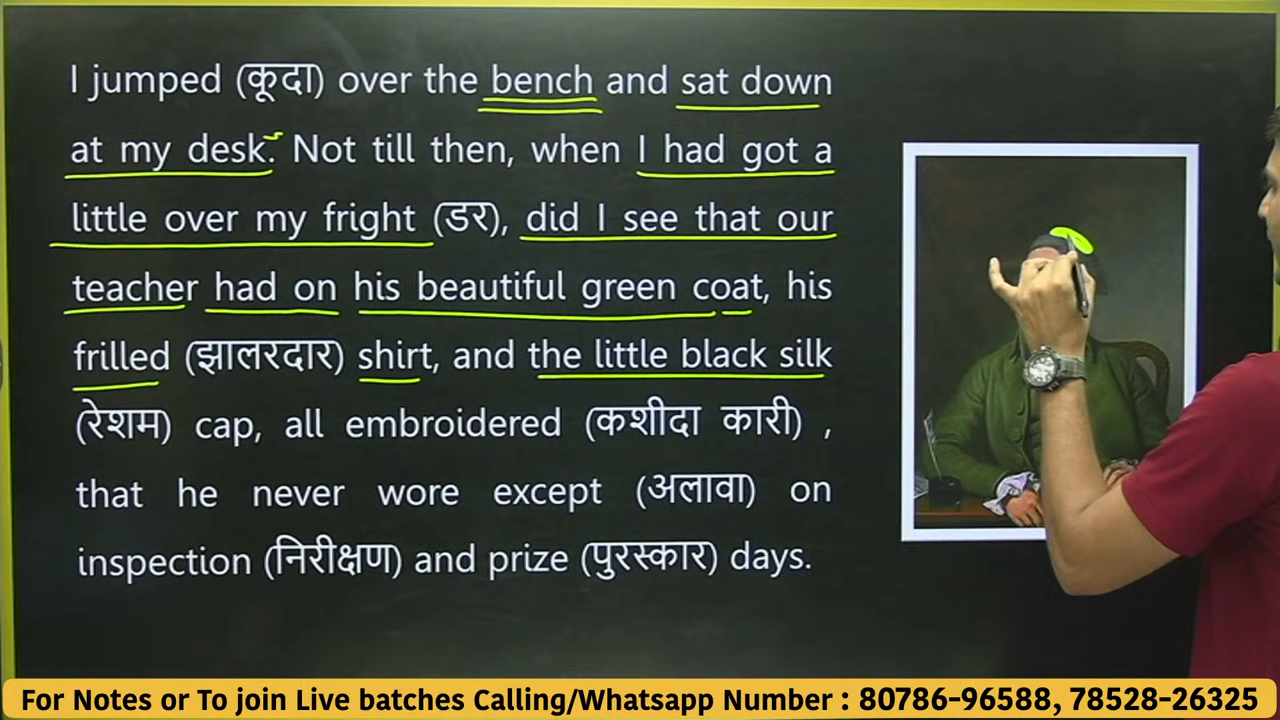 I jumped (कूदा) over the bench and sat down
at my desk. Not till then, when I had got a
little over my fright (डर), did I see that our
teacher had on his beautiful green coat, his
frilled (झालरदार) shirt, and the little black silk
(रेशम) cap, all embroidered (कशीदा कारी) ,
that he never wore except (अलावा) on
inspection (निरीक्षण) and prize (पुरस्कार) days.
For Notes or To join Live batches Calling/Whatsapp Number : 80786-96588, 78528-26325